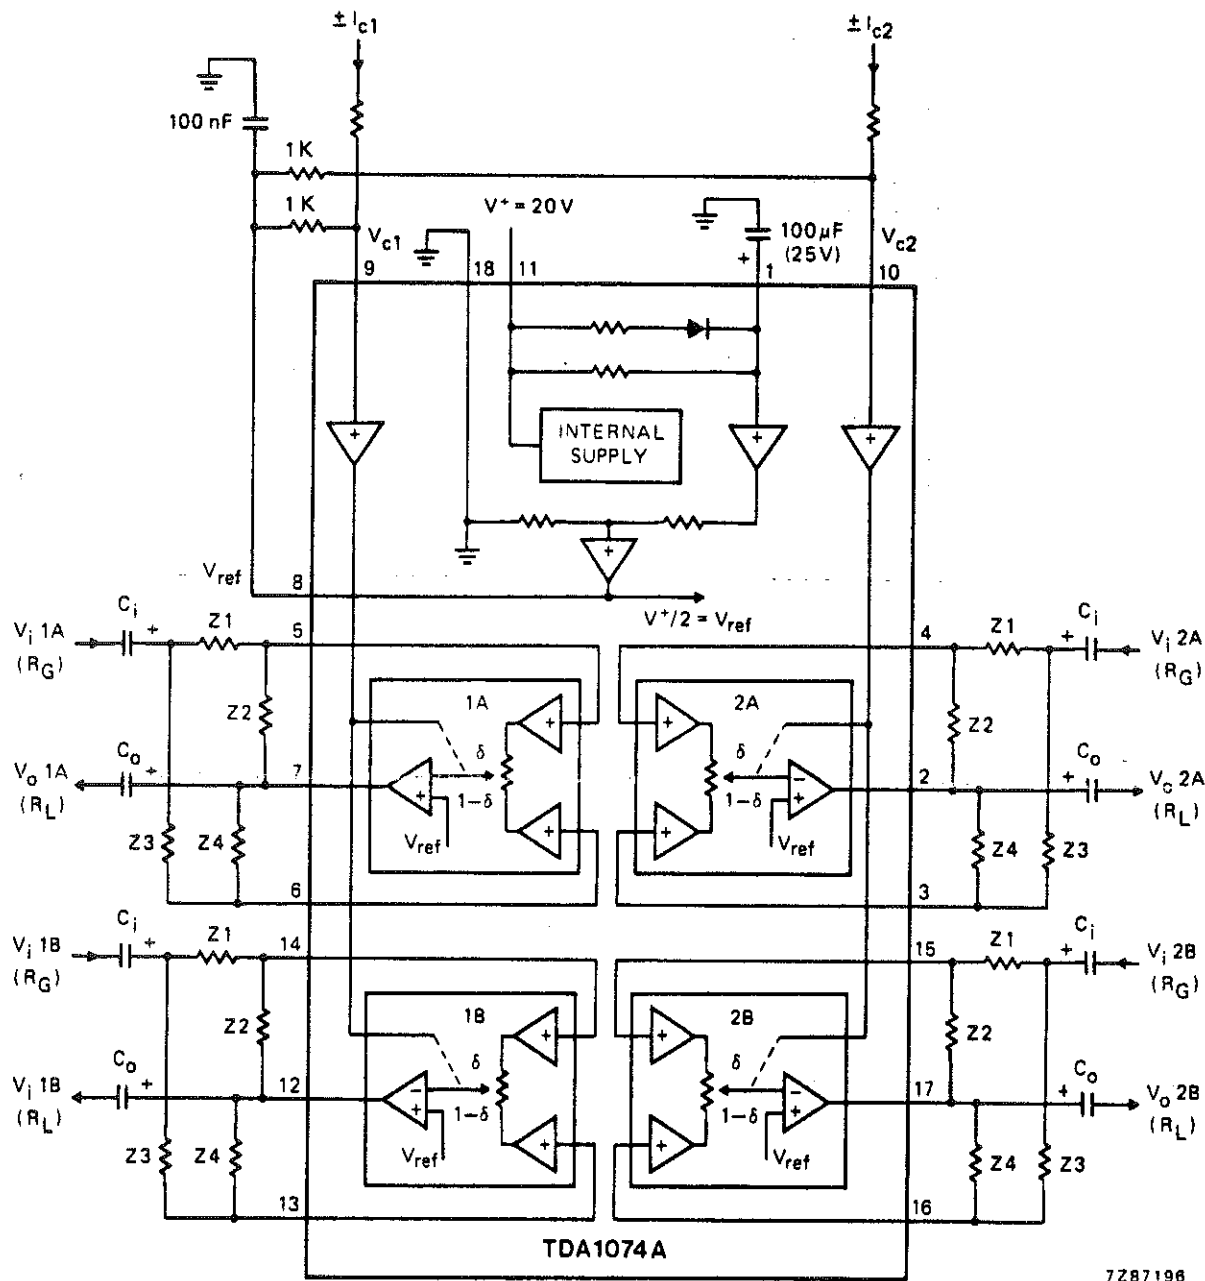 ± Ic1
± Ic2
100 nF
1K
1K
V+ = 20V
100µF
(25V)
+
Vc1
Vc2
9
18
11
1
10
+
INTERNAL
SUPPLY
+
+
+
Vref
8
V+/2 = Vref
Ci
+
Z1
5
Vi 1A
(RG)
4
Z1
+
Ci
Vi 2A
(RG)
1A
2A
+
+
Z2
Z2
δ
δ
Co
+
7
Vo 1A
(RL)
+
1–δ
1–δ
–
+
2
+
Co
Vo 2A
(RL)
Z3
Z4
Vref
+
+
Vref
Z4
Z3
6
3
Ci
+
Z1
14
Vi 1B
(RG)
15
Z1
+
Ci
Vi 2B
(RG)
1B
2B
+
+
Z2
Z2
δ
δ
Co
+
12
Vi 1B
(RL)
–
+
1–δ
1–δ
–
+
17
+
Co
Vo 2B
(RL)
Z3
Z4
Vref
+
+
Vref
Z4
Z3
13
16
TDA1074A
7Z87196